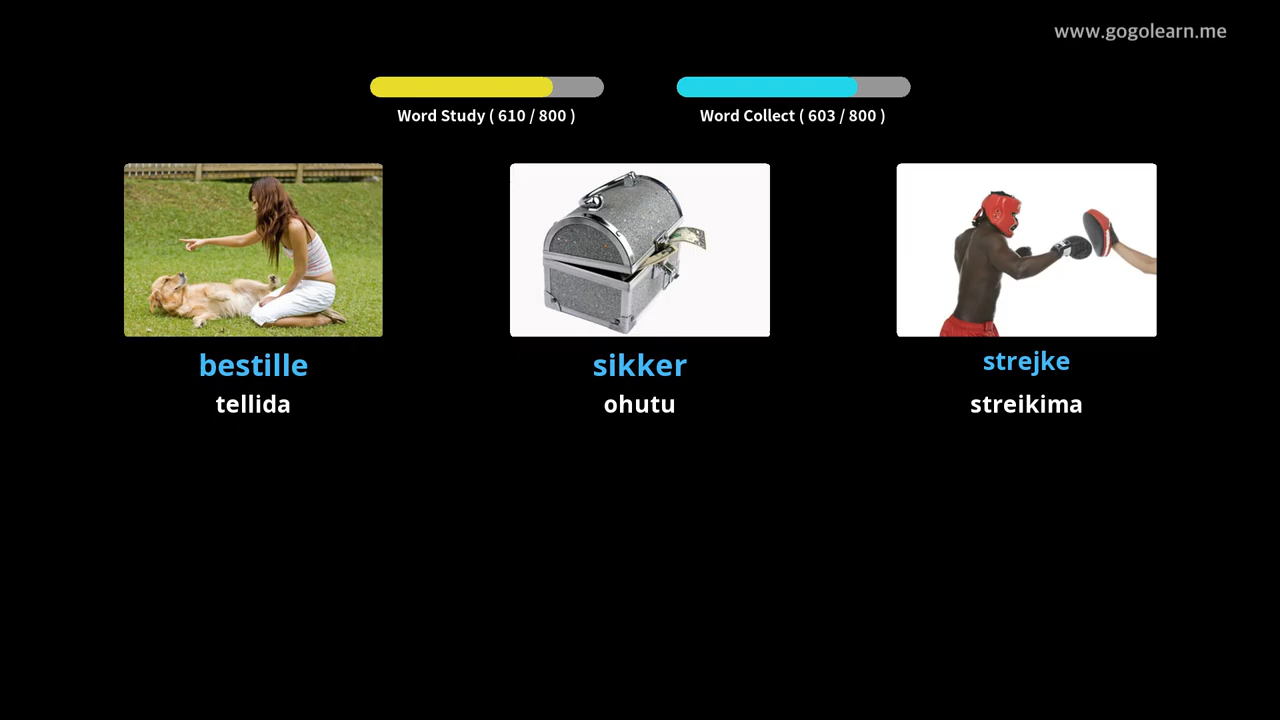 www.gogolearn.me
Word Study ( 610 / 800 )
Word Collect ( 603 / 800 )
bestille
sikker
strejke
tellida
ohutu
streikima